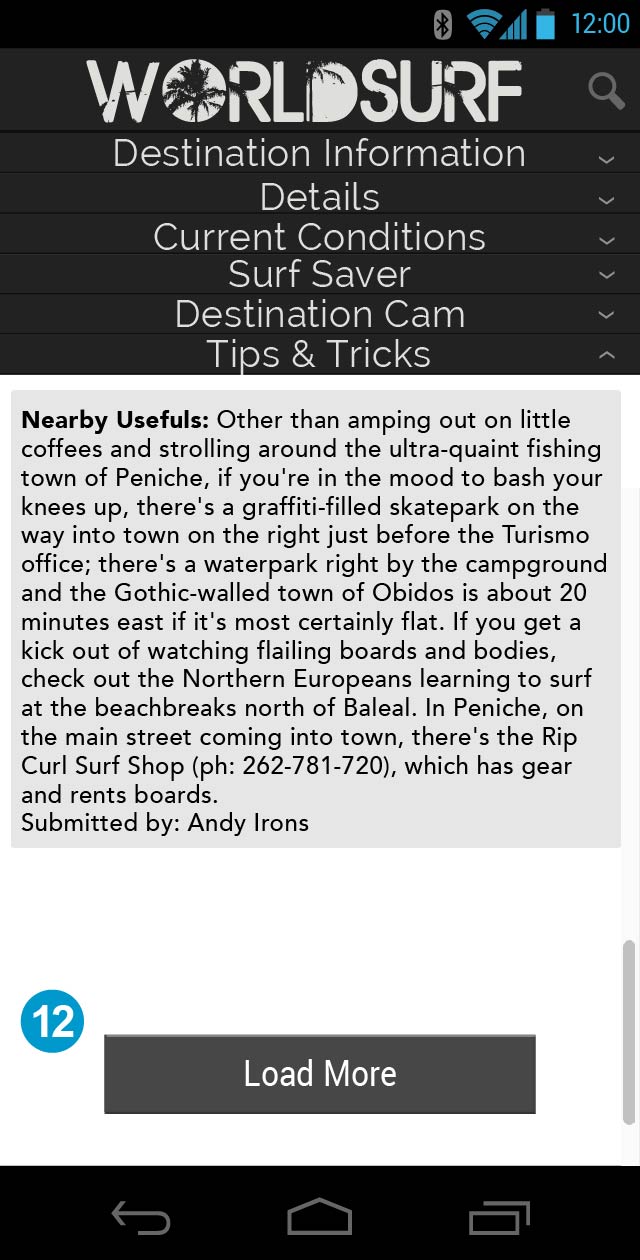 12:00
WORLDSURF
Destination Information
Details
Current Conditions
Surf Saver
Destination Cam
Tips & Tricks
Nearby Usefuls: Other than amping out on little
coffees and strolling around the ultra-quaint fishing
town of Peniche, if you're in the mood to bash your
knees up, there's a graffiti-filled skatepark on the
way into town on the right just before the Turismo
office; there's a waterpark right by the campground
and the Gothic-walled town of Obidos is about 20
minutes east if it's most certainly flat. If you get a
kick out of watching flailing boards and bodies,
check out the Northern Europeans learning to surf
at the beachbreaks north of Baleal. In Peniche, on
the main street coming into town, there's the Rip
Curl Surf Shop (ph: 262-781-720), which has gear
and rents boards.
Submitted by: Andy Irons
12
Load More